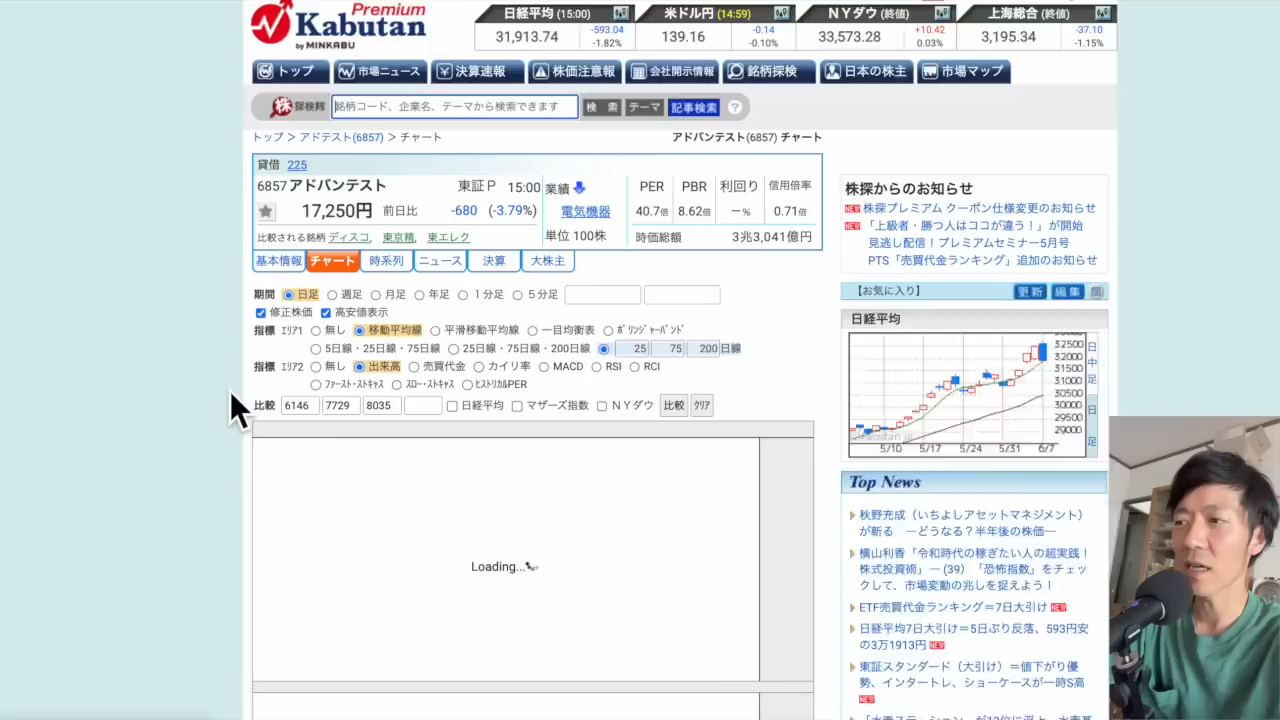 Premium
Kabutan
by MINKABU
日経平均 (15:00)
31,913.74
-593.04
-1.82%
米ドル円 (14:59)
139.16
-0.14
-0.10%
NYダウ (終値)
33,573.28
+10.42
0.03%
上海総合 (終値)
3,195.34
-37.10
-1.15%
トップ 市場ニュース 決算速報 株価注意報 会社開示情報 銘柄探検 日本の株主 市場マップ
株探検隊 銘柄コード、企業名、テーマから検索できます 検 索 テーマ 記事検索 ?
トップ > アドテスト(6857) > チャート
アドバンテスト(6857) チャート
貸借 225
6857 アドバンテスト 東証P 15:00
17,250円 前日比 -680 (-3.79%)
比較される銘柄 ディスコ, 東京精, 東エレク
業績
電気機器
単位 100株
PER PBR 利回り 信用倍率
40.7倍 8.62倍 －% 0.71倍
時価総額 3兆3,041億円
基本情報 チャート 時系列 ニュース 決算 大株主
期間 日足 週足 月足 年足 1分足 5分足
修正株価 高安値表示
指標 エリア1 無し 移動平均線 平滑移動平均線 一目均衡表 ボリンジャーバンド
5日線・25日線・75日線 25日線・75日線・200日線 25 75 200 日線
指標 エリア2 無し 出来高 売買代金 カイリ率 MACD RSI RCI
ファースト・ストキャス スロー・ストキャス ヒストリカルPER
比較 6146 7729 8035 日経平均 マザーズ指数 NYダウ 比較 クリア
Loading...
株探からのお知らせ
NEW 株探プレミアム クーポン仕様変更のお知らせ
NEW 「上級者・勝つ人はココが違う！」が開始
見逃し配信！プレミアムセミナー5月号
PTS「売買代金ランキング」追加のお知らせ
【お気に入り】 更新 編集
日経平均
32500
32000
31500
31000
30500
30000
29500
29000
5/10 5/17 5/24 5/31 6/7
日
中
足
日
足
Top News
秋野充成（いちよしアセットマネジメント）
が斬る ―どうなる？半年後の株価―
横山利香「令和時代の稼ぎたい人の超実践！
株式投資術」― (39) 「恐怖指数」をチェッ
クして、市場変動の兆しを捉えよう！
ETF売買代金ランキング＝7日大引け NEW
日経平均7日大引け＝5日ぶり反落、593円安
の3万1913円 NEW
東証スタンダード（大引け）＝値下がり優
勢、インタートレ、ショーケースが一時S高
NEW